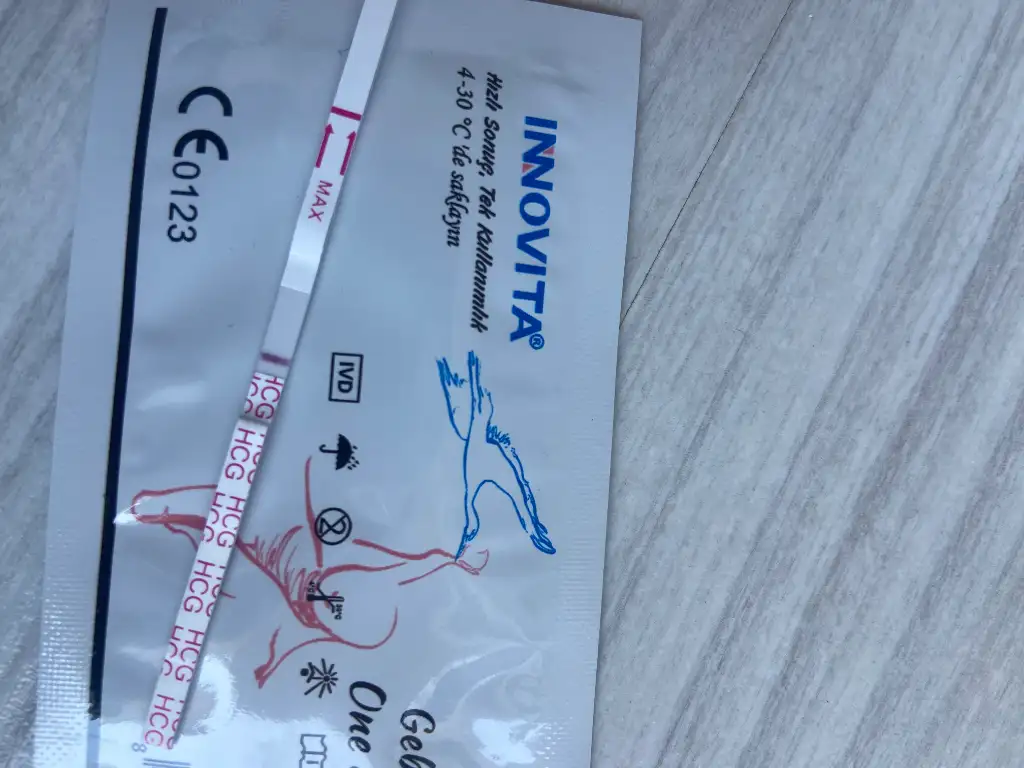 INNOVITA®
Hızlı Sonuç, Tek Kullanımlık
4-30 °C'de saklayın
IVD
CE 0123
MAX
HCG HCG HCG HCG HCG
HCG HCG HCG HCG
One